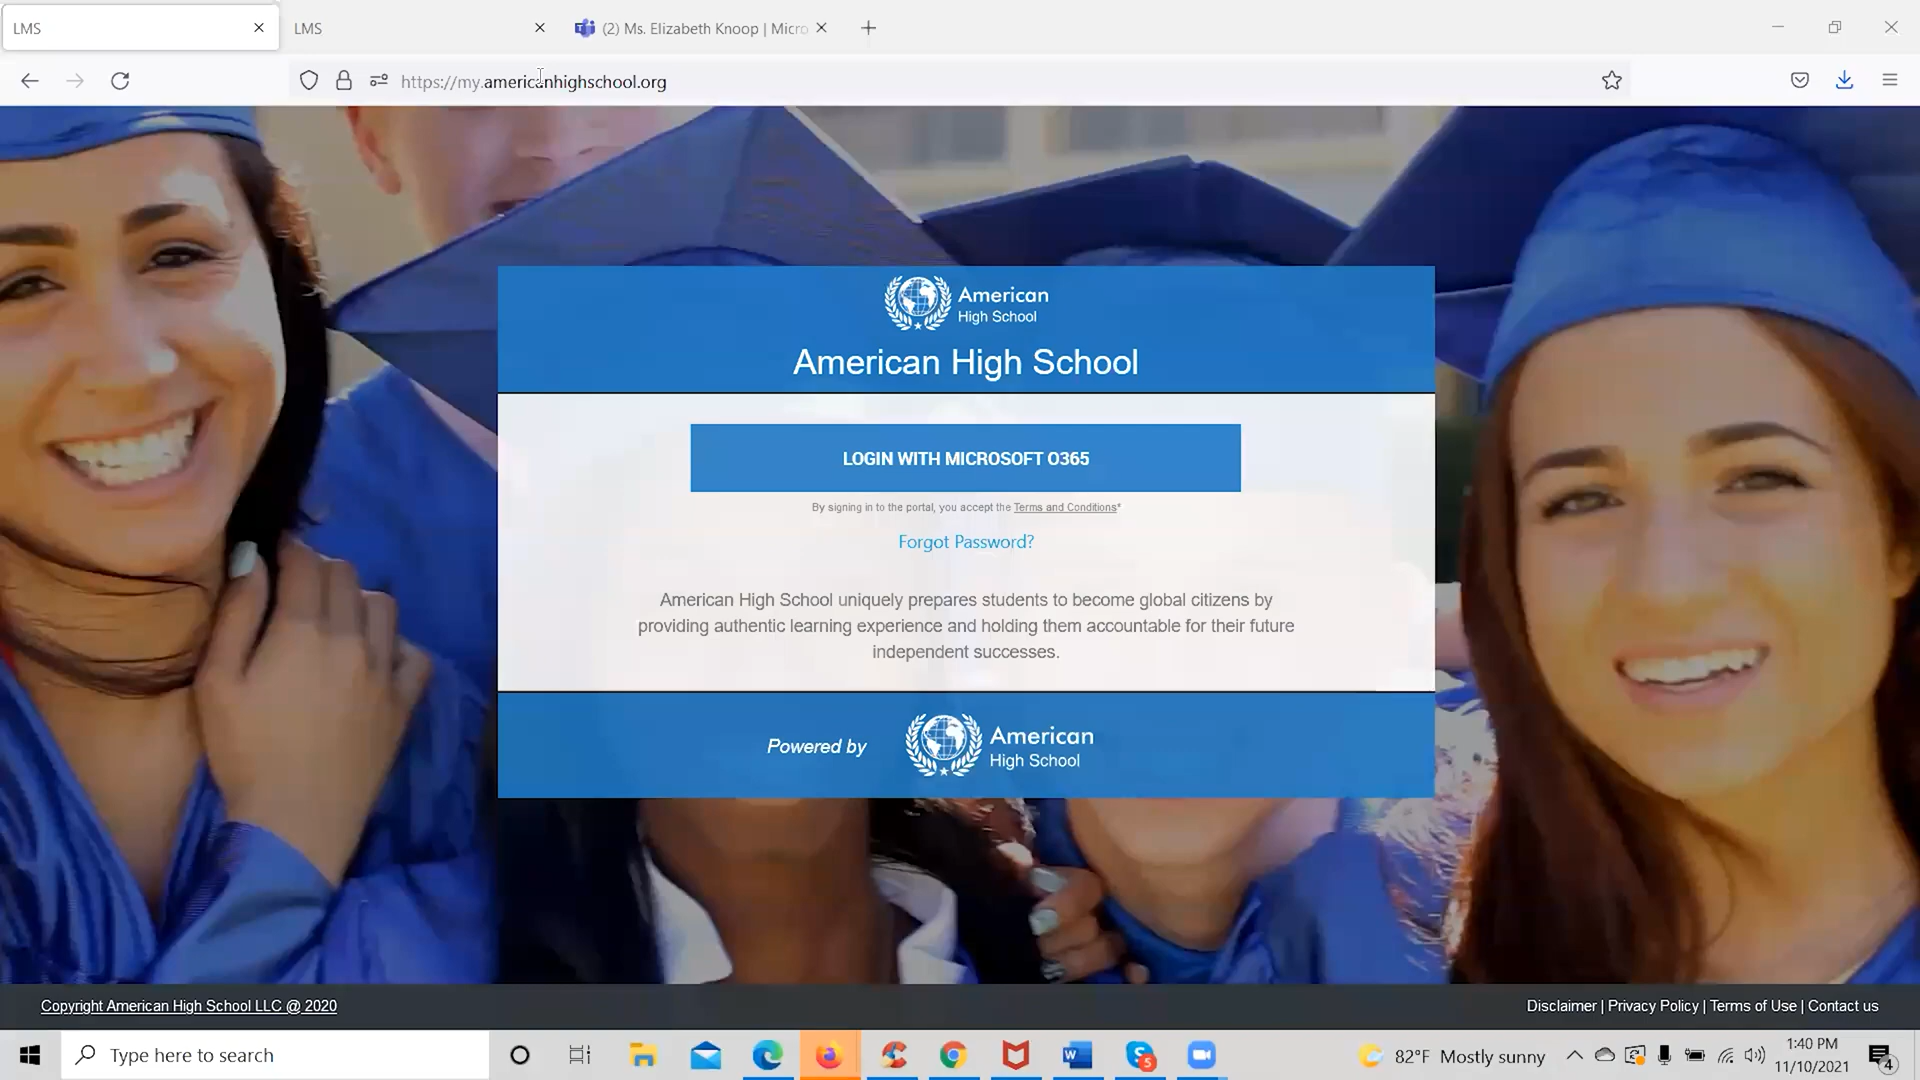 LMS
LMS
(2) Ms. Elizabeth Knoop | Micro
https://my.americanhighschool.org
American
High School
American High School
LOGIN WITH MICROSOFT O365
By signing in to the portal, you accept the Terms and Conditions*
Forgot Password?
American High School uniquely prepares students to become global citizens by
providing authentic learning experience and holding them accountable for their future
independent successes.
Powered by
American
High School
Copyright American High School LLC @ 2020
Disclaimer | Privacy Policy | Terms of Use | Contact us
Type here to search
82°F Mostly sunny
1:40 PM
11/10/2021
5
4